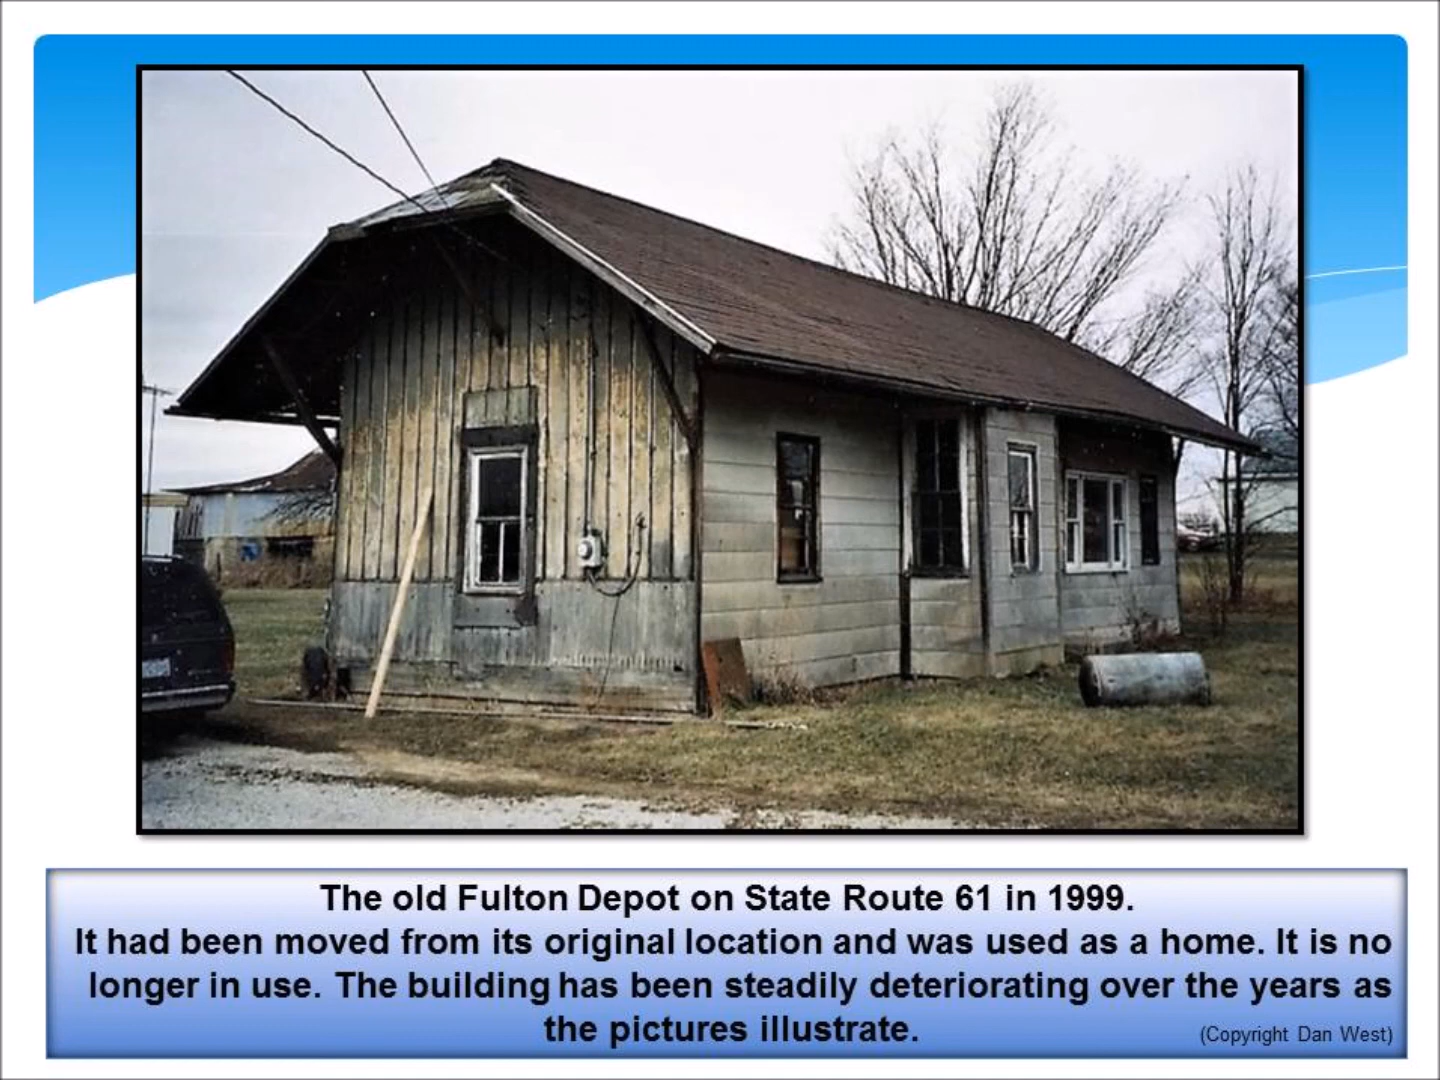 The old Fulton Depot on State Route 61 in 1999.
It had been moved from its original location and was used as a home. It is no
longer in use. The building has been steadily deteriorating over the years as
the pictures illustrate.
(Copyright Dan West)